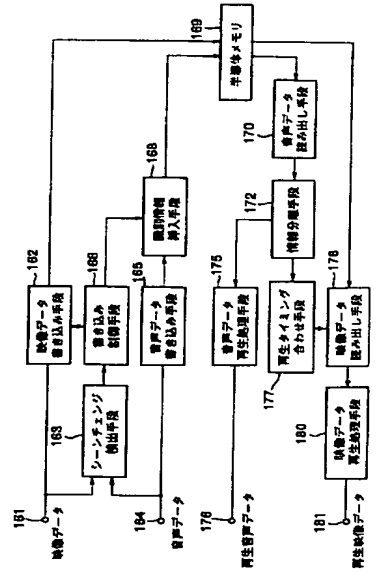 161
映像データ
162
映像データ
書き込み手段
163
シーンチェンジ
検出手段
166
書き込み
制御手段
164
音声データ
165
音声データ
書き込み手段
168
識別情報
挿入手段
169
半導体メモリ
170
音声データ
読み出し手段
172
情報分離手段
175
音声データ
再生処理手段
176
再生音声データ
177
再生タイミング
合わせ手段
178
映像データ
読み出し手段
180
映像データ
再生処理手段
181
再生映像データ